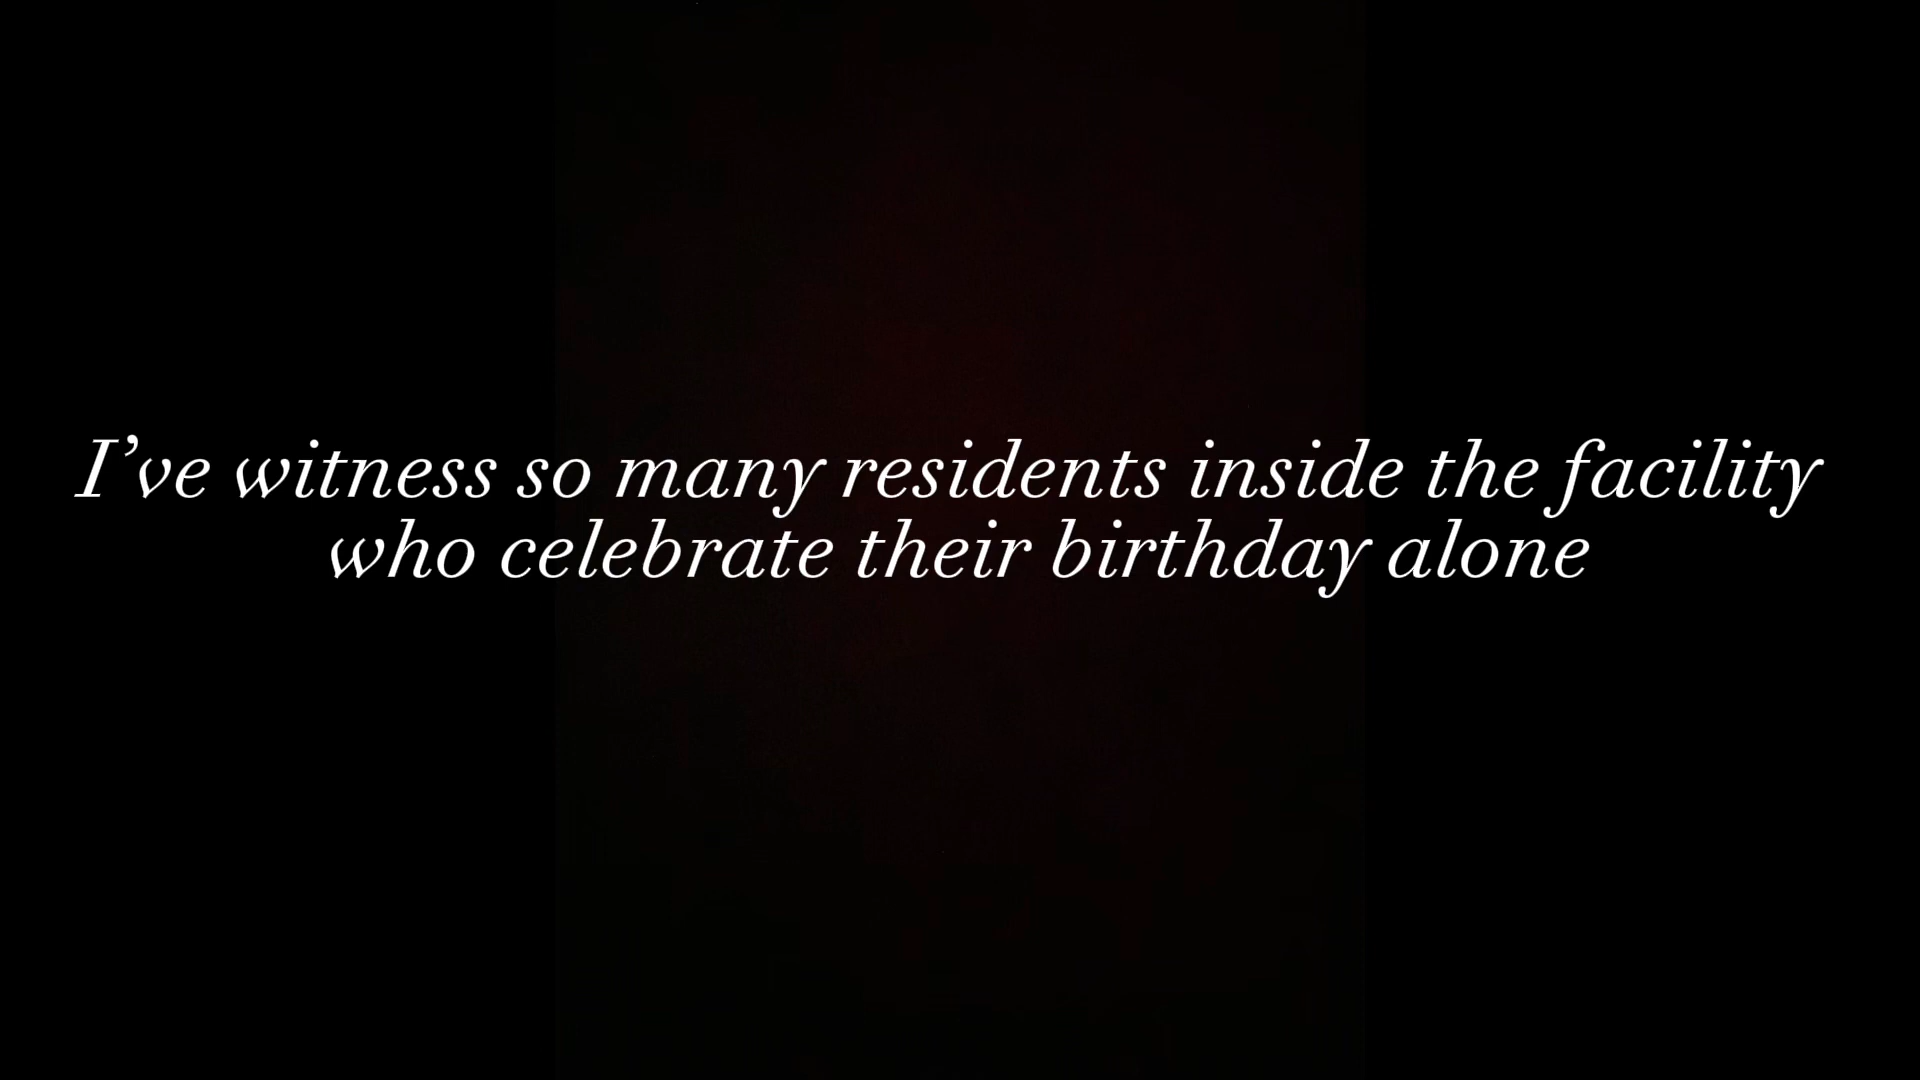 I’ve witness so many residents inside the facility
who celebrate their birthday alone